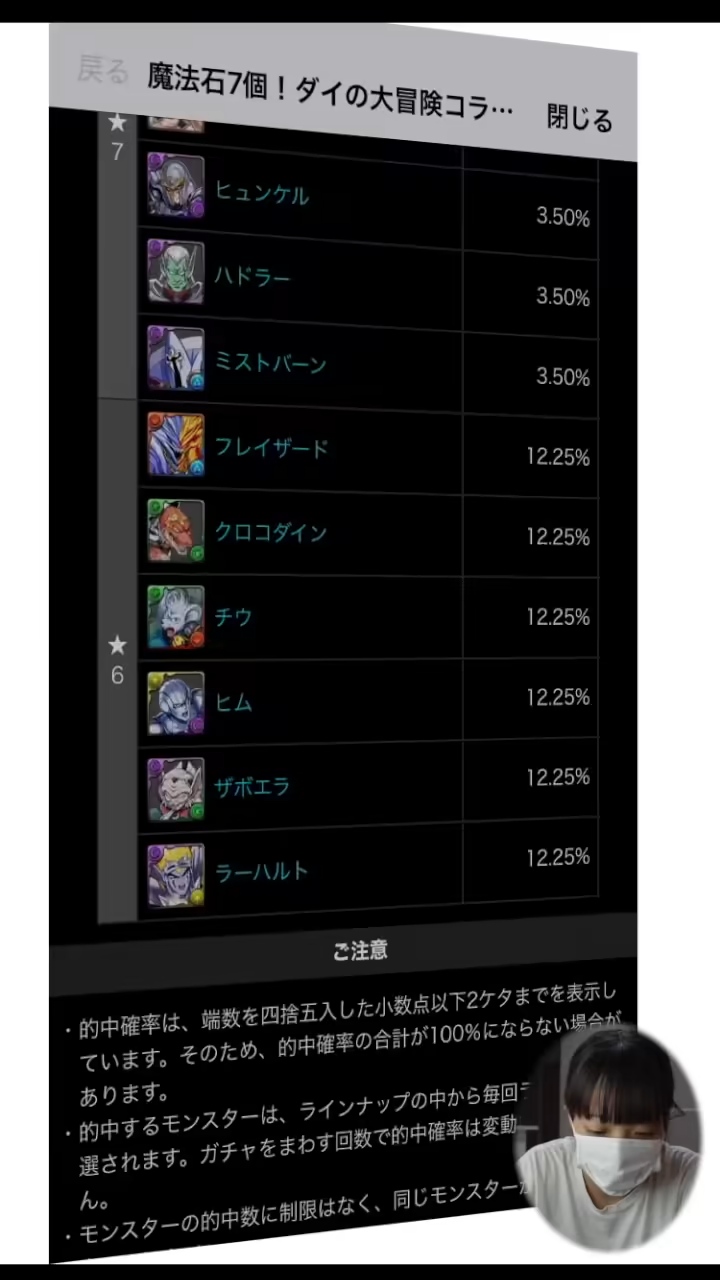 戻る 魔法石7個！ダイの大冒険コラ… 閉じる
★
7
ヒュンケル 3.50%
ハドラー 3.50%
ミストバーン 3.50%
フレイザード 12.25%
クロコダイン 12.25%
チウ 12.25%
★
6
ヒム 12.25%
ザボエラ 12.25%
ラーハルト 12.25%
ご注意
・的中確率は、端数を四捨五入した小数点以下2ケタまでを表示し
ています。そのため、的中確率の合計が100%にならない場合が
あります。
・的中するモンスターは、ラインナップの中から毎回
選されます。ガチャをまわす回数で的中確率は変動
ん。
・モンスターの的中数に制限はなく、同じモンスター